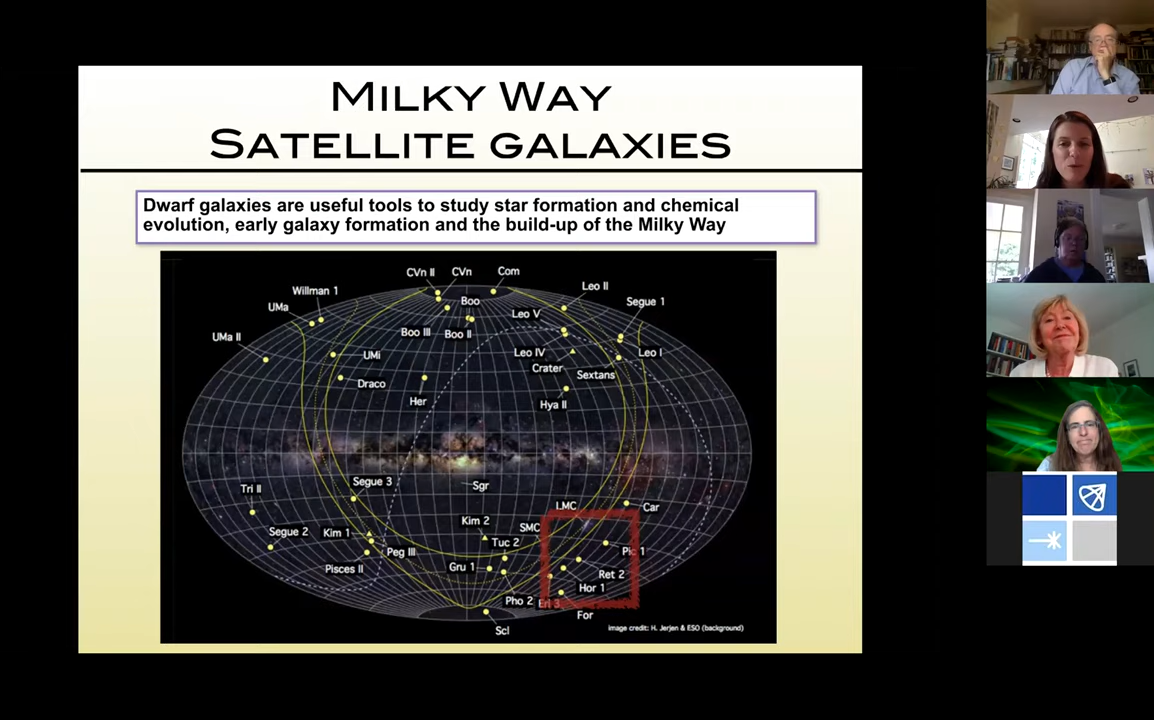 MILKY WAY
SATELLITE GALAXIES
Dwarf galaxies are useful tools to study star formation and chemical
evolution, early galaxy formation and the build-up of the Milky Way
CVn II
CVn
Com
Willman 1
Leo II
UMa
Boo
Leo V
Segue 1
UMa II
Boo III
Boo II
UMi
Leo IV
Leo I
Crater
Draco
Sextans
Her
Hya II
Segue 3
Sgr
Tri II
LMC
Car
Segue 2
Kim 1
Kim 2
SMC
Tuc 2
Peg III
Pic 1
Pisces II
Gru 1
Ret 2
Hor 1
Pho 2
Eri 3
For
Scl
image credit: H. Jerjen & ESO (background)